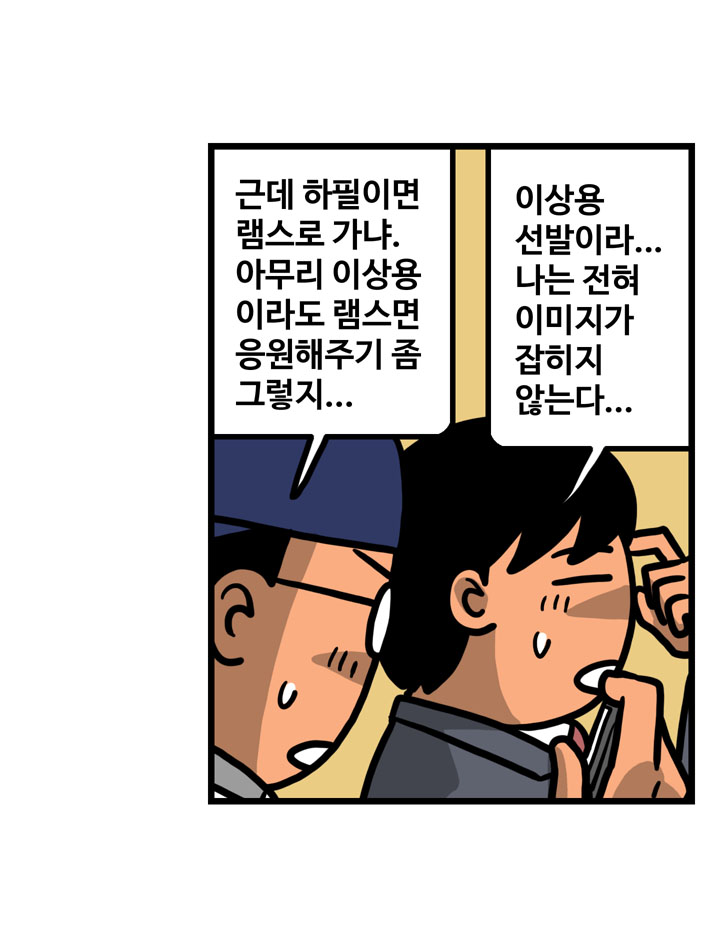 근데 하필이면
램스로 가냐.
아무리 이상용
이라도 램스면
응원해주기 좀
그렇지...
이상용
선발이라...
나는 전혀
이미지가
잡히지
않는다...